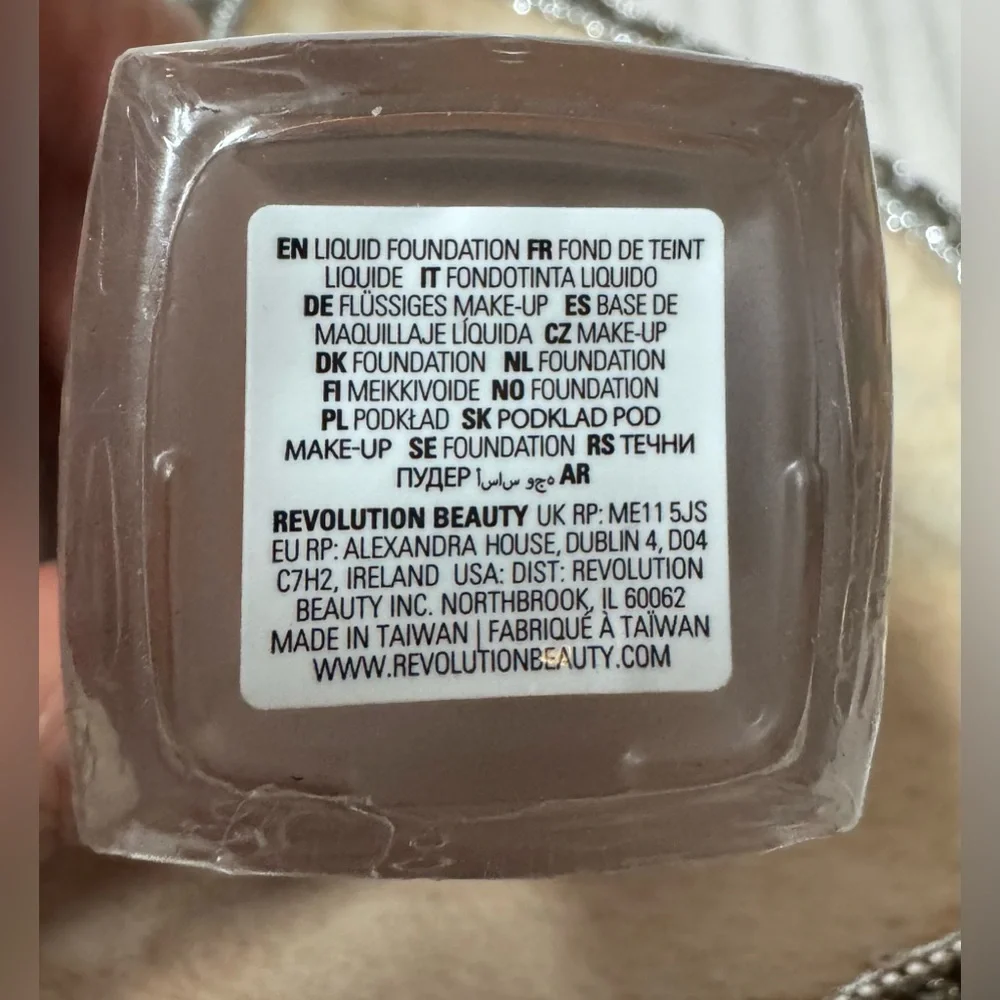 EN LIQUID FOUNDATION FR FOND DE TEINT
LIQUIDE IT FONDOTINTA LIQUIDO
DE FLÜSSIGES MAKE-UP ES BASE DE
MAQUILLAJE LÍQUIDA CZ MAKE-UP
DK FOUNDATION NL FOUNDATION
FI MEIKKIVOIDE NO FOUNDATION
PL PODKŁAD SK PODKLAD POD
MAKE-UP SE FOUNDATION RS ТЕЧНИ
ПУДЕР أساس وجه AR
REVOLUTION BEAUTY UK RP: ME11 5JS
EU RP: ALEXANDRA HOUSE, DUBLIN 4, D04
C7H2, IRELAND USA: DIST: REVOLUTION
BEAUTY INC. NORTHBROOK, IL 60062
MADE IN TAIWAN | FABRIQUÉ À TAÏWAN
WWW.REVOLUTIONBEAUTY.COM